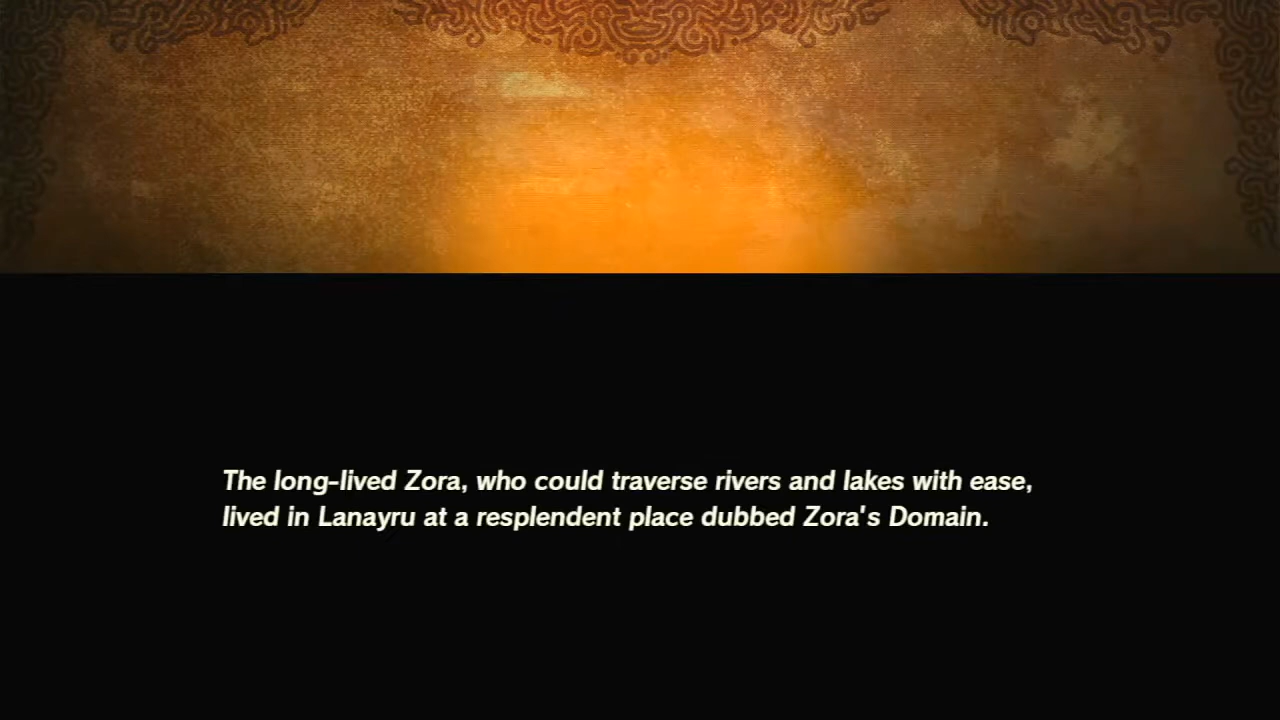 The long-lived Zora, who could traverse rivers and lakes with ease,
lived in Lanayru at a resplendent place dubbed Zora's Domain.